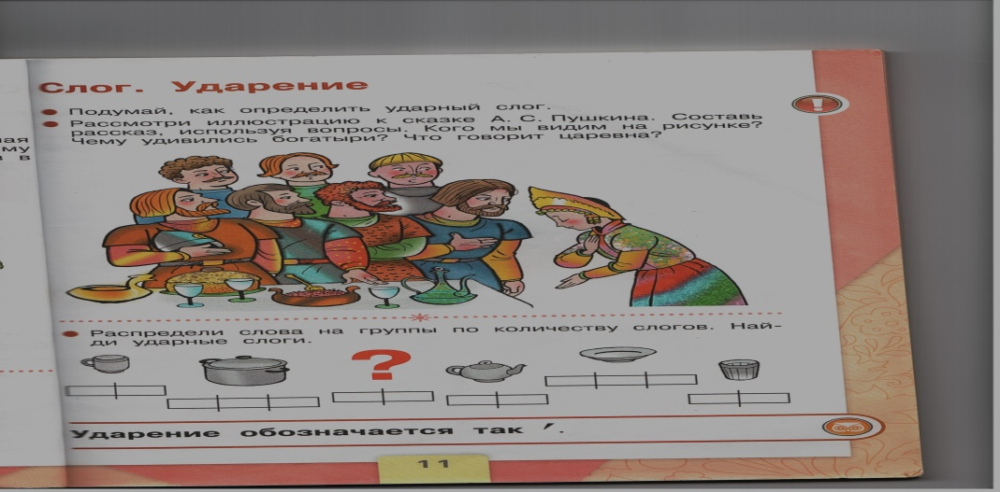 Слог. Ударение
Подумай, как определить ударный слог.
Рассмотри иллюстрацию к сказке А. С. Пушкина. Составь
рассказ, используя вопросы. Кого мы видим на рисунке?
Чему удивились богатыри? Что говорит царевна?
ная
му
в
!
Распредели слова на группы по количеству слогов. Най-
ди ударные слоги.
?
Ударение обозначается так ′.
11